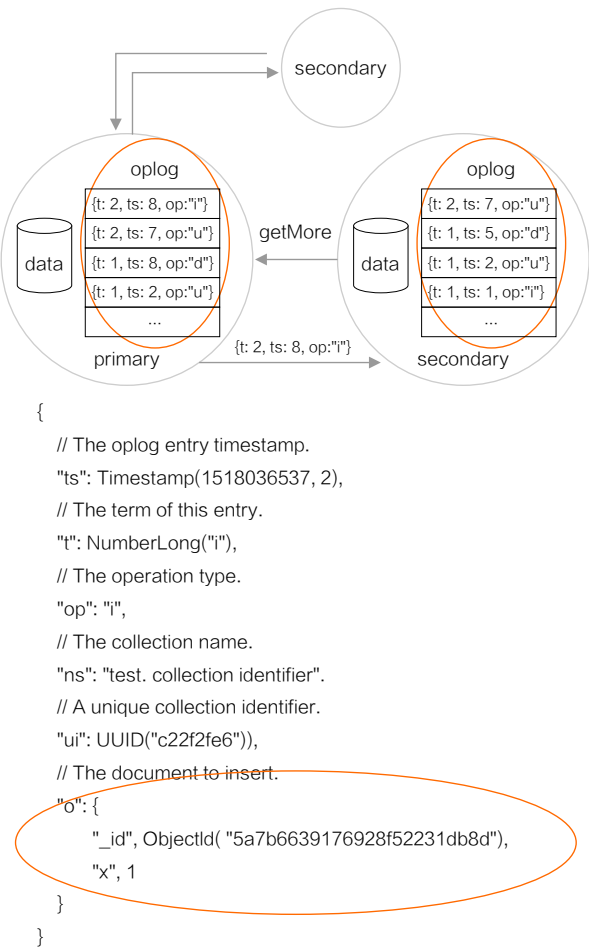 secondary
oplog
{t: 2, ts: 8, op:"i"}
{t: 2, ts: 7, op:"u"}
{t: 1, ts: 8, op:"d"}
{t: 1, ts: 2, op:"u"}
...
data
primary
getMore
{t: 2, ts: 8, op:"i"}
oplog
{t: 2, ts: 7, op:"u"}
{t: 1, ts: 5, op:"d"}
{t: 1, ts: 2, op:"u"}
{t: 1, ts: 1, op:"i"}
...
data
secondary
{
// The oplog entry timestamp.
"ts": Timestamp(1518036537, 2),
// The term of this entry.
"t": NumberLong("i"),
// The operation type.
"op": "i",
// The collection name.
"ns": "test. collection identifier".
// A unique collection identifier.
"ui": UUID("c22f2fe6")),
// The document to insert.
"o": {
"_id", ObjectId( "5a7b6639176928f52231db8d"),
"x", 1
}
}